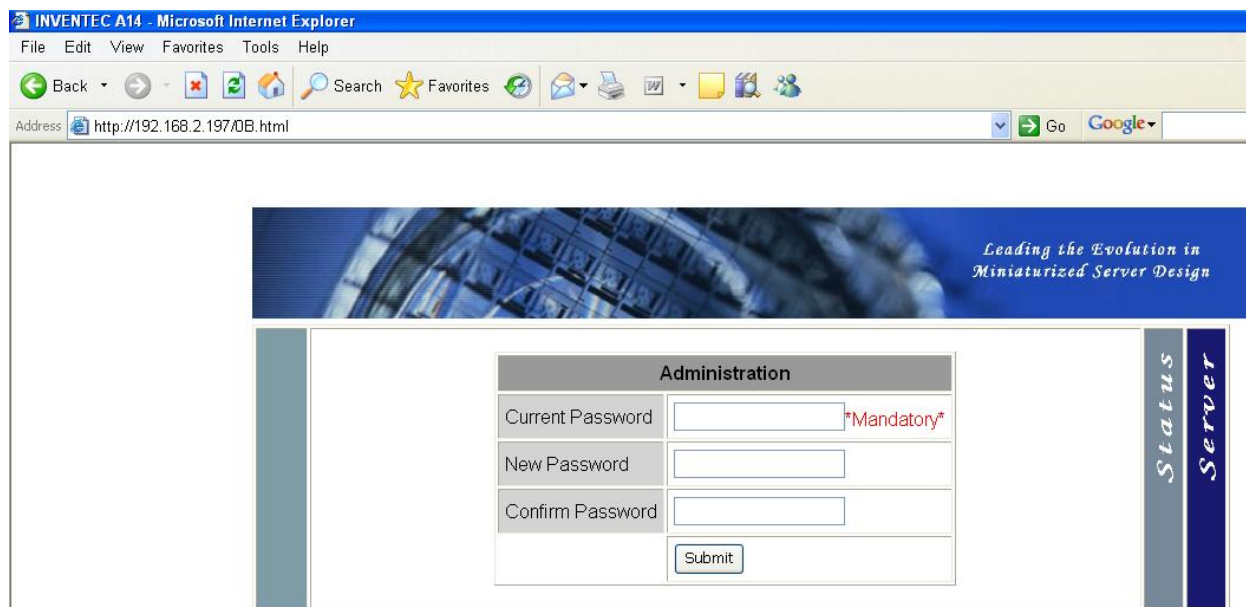 INVENTEC A14 - Microsoft Internet Explorer
File Edit View Favorites Tools Help
Back Search Favorites
Address http://192.168.2.197/0B.html Go Google
Leading the Evolution in
Miniaturized Server Design
Administration
Current Password *Mandatory*
New Password
Confirm Password
Submit
Status
Server